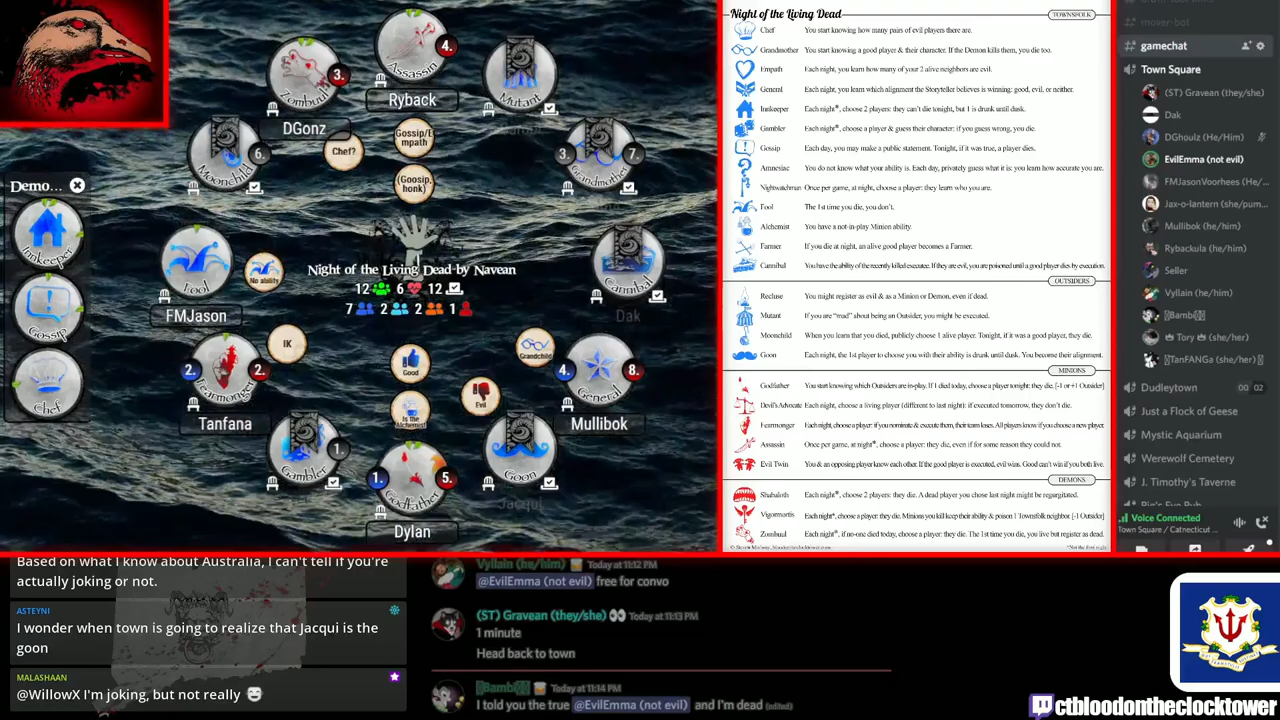 Zombuul
3.
DGonz
Assassin
4.
Ryback
Mutant
Moonchild
6.
Chef?
Gossip/E
mpath
(Goosip,
honk)
3.
Grandmother
7.
Demo...
Innkeeper
Gossip
Chef
Fool
FMJason
No ability
Night of the Living Dead by Navean
12 6 12
7 2 2 2 1
Cannibal
Dak
2.
Fearmonger
2.
Tanfana
IK
Good
Is the
Alchemist
Evil
Grandchild
4.
General
8.
Mullibok
Gambler
1.
1.
Godfather
5.
Dylan
Goon
Night of the Living Dead
TOWNSFOLK
Chef You start knowing how many pairs of evil players there are.
Grandmother You start knowing a good player & their character. If the Demon kills them, you die too.
Empath Each night, you learn how many of your 2 alive neighbors are evil.
General Each night, you learn which alignment the Storyteller believes is winning: good, evil, or neither.
Innkeeper Each night*, choose 2 players: they can't die tonight, but 1 is drunk until dusk.
Gambler Each night*, choose a player & guess their character: if you guess wrong, you die.
Gossip Each day, you may make a public statement. Tonight, if it was true, a player dies.
Amnesiac You do not know what your ability is. Each day, privately guess what it is: you learn how accurate you are.
Nightwatchman Once per game, at night, choose a player: they learn who you are.
Fool The 1st time you die, you don't.
Alchemist You have a not-in-play Minion ability.
Farmer If you die at night, an alive good player becomes a Farmer.
Cannibal You have the ability of the recently killed executee. If they are evil, you are poisoned until a good player dies by execution.
OUTSIDERS
Recluse You might register as evil & as a Minion or Demon, even if dead.
Mutant If you are "mad" about being an Outsider, you might be executed.
Moonchild When you learn that you died, publicly choose 1 alive player. Tonight, if it was a good player, they die.
Goon Each night, the 1st player to choose you with their ability is drunk until dusk. You become their alignment.
MINIONS
Godfather You start knowing which Outsiders are in-play. If 1 died today, choose a player tonight: they die. [-1 or +1 Outsider]
Devil's Advocate Each night, choose a living player (different to last night): if executed tomorrow, they don't die.
Fearmonger Each night, choose a player: if you nominate & execute them, their team loses. All players know if you choose a new player.
Assassin Once per game, at night*, choose a player: they die, even if for some reason they could not.
Evil Twin You & an opposing player know each other. If the good player is executed, evil wins. Good can't win if you both live.
DEMONS
Shabaloth Each night*, choose 2 players: they die. A dead player you chose last night might be regurgitated.
Vigormortis Each night*, choose a player: they die. Minions you kill keep their ability & poison 1 Townsfolk neighbor. [-1 Outsider]
Zombuul Each night*, if no-one died today, choose a player: they die. The 1st time you die, you live but register as dead.
*Not the first night
mover-bot
# gamechat
Town Square
(ST) Gravean (they/she)
Dak
DGhoulz (He/Him)
EvilEmma (not evil)
FMJasonVoorhees (He/...
Jax-o-lantern (she/pum...
Mullibok (he/him)
Rybackula (he/him)
Seller
Vyllain (he/him)
Bambi
Tory (she/her)
TanFANGa (she/her)
Dudleytown 00 02
Just a Flock of Geese
Mystic Aquarium
Werewolf Cemetery
J. Timothy's Taverne
Voice Connected
Town Square / Catnecticut ...
Based on what I know about Australia, I can't tell if you're
actually joking or not.
ASTEYNI
I wonder when town is going to realize that Jacqui is the
goon
MALASHAAN
@WillowX I'm joking, but not really
Vyllain (he/him) Today at 11:12 PM
@EvilEmma (not evil) free for convo
(ST) Gravean (they/she) Today at 11:13 PM
1 minute
Head back to town
Bambi Today at 11:14 PM
I told you the true @EvilEmma (not evil) and I'm dead (edited)
ctbloodontheclocktower